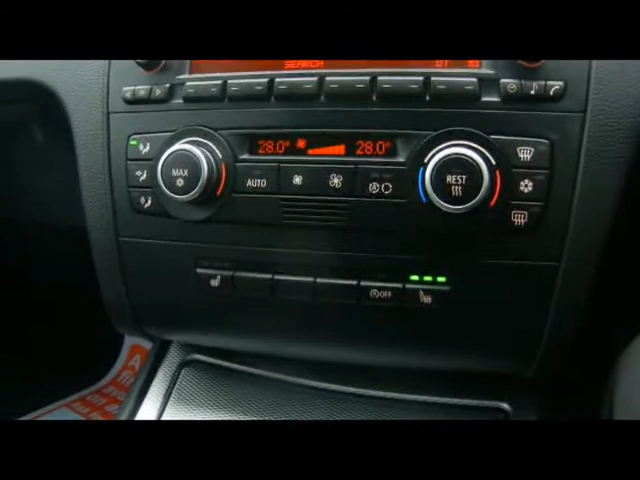 SEARCH
28.0° 28.0°
MAX
AUTO
A
REST
OFF
A